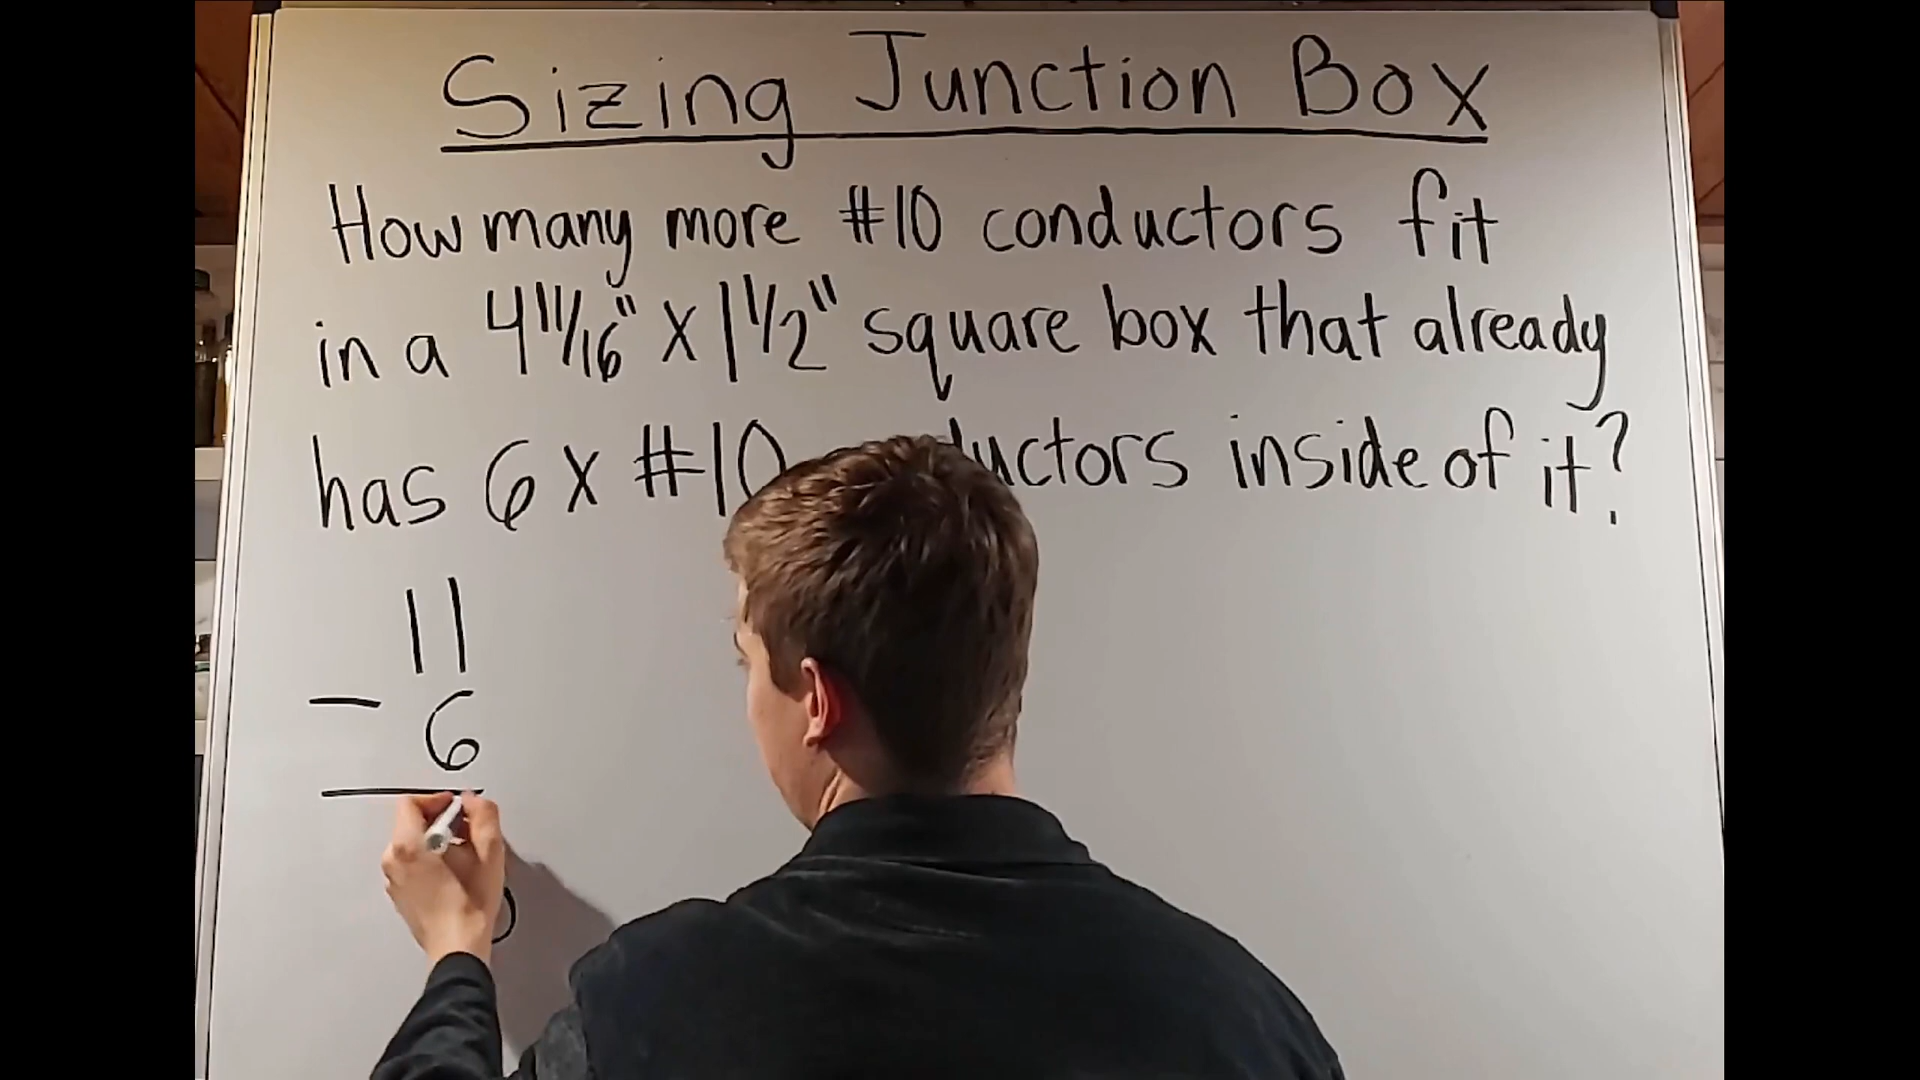 Sizing Junction Box
How many more #10 conductors fit
in a 4 11/16" x 1 1/2" square box that already
has 6 x #10 inside of it?
11
- 6